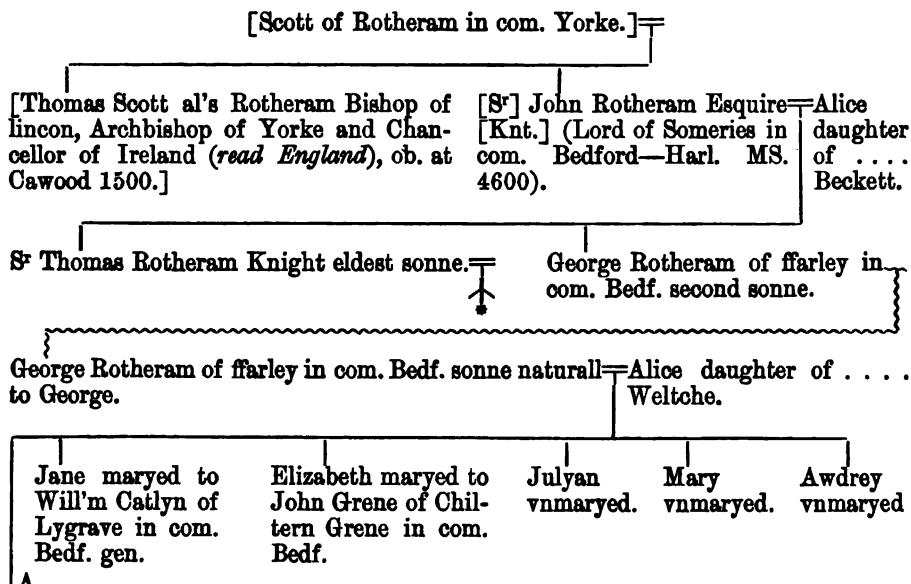 [Scott of Rotheram in com. Yorke.]
[Thomas Scott al's Rotheram Bishop of
lincon, Archbishop of Yorke and Chan-
cellor of Ireland (read England), ob. at
Cawood 1500.]
[Sʳ] John Rotheram Esquire
[Knt.] (Lord of Someries in
com. Bedford—Harl. MS.
4600).
Alice
daughter
of ....
Beckett.
Sʳ Thomas Rotheram Knight eldest sonne.
George Rotheram of ffarley in
com. Bedf. second sonne.
George Rotheram of ffarley in com. Bedf. sonne naturall
to George.
Alice daughter of ....
Weltche.
Jane maryed to
Will'm Catlyn of
Lygrave in com.
Bedf. gen.
Elizabeth maryed to
John Grene of Chil-
tern Grene in com.
Bedf.
Julyan
vnmaryed.
Mary
vnmaryed.
Awdrey
vnmaryed
A